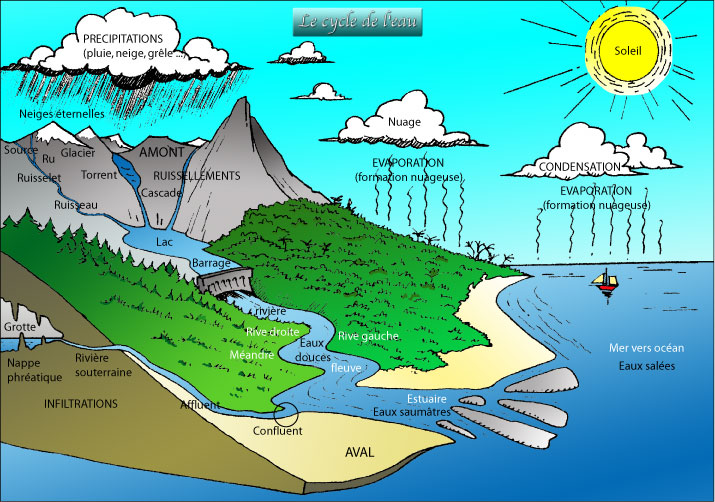 Le cycle de l'eau
PRECIPITATIONS
(pluie, neige, grêle ...)
Soleil
Neiges éternelles
Nuage
Source
Ru
Glacier
AMONT
EVAPORATION
(formation nuageuse)
CONDENSATION
Ruisselet
Torrent
RUISSELLEMENTS
Cascade
EVAPORATION
(formation nuageuse)
Ruisseau
Lac
Barrage
rivière
Grotte
Rive droite
Rive gauche
Méandre
Eaux
douces
fleuve
Mer vers océan
Eaux salées
Nappe
phréatique
Rivière
souterraine
INFILTRATIONS
Affluent
Estuaire
Eaux saumâtres
Confluent
AVAL